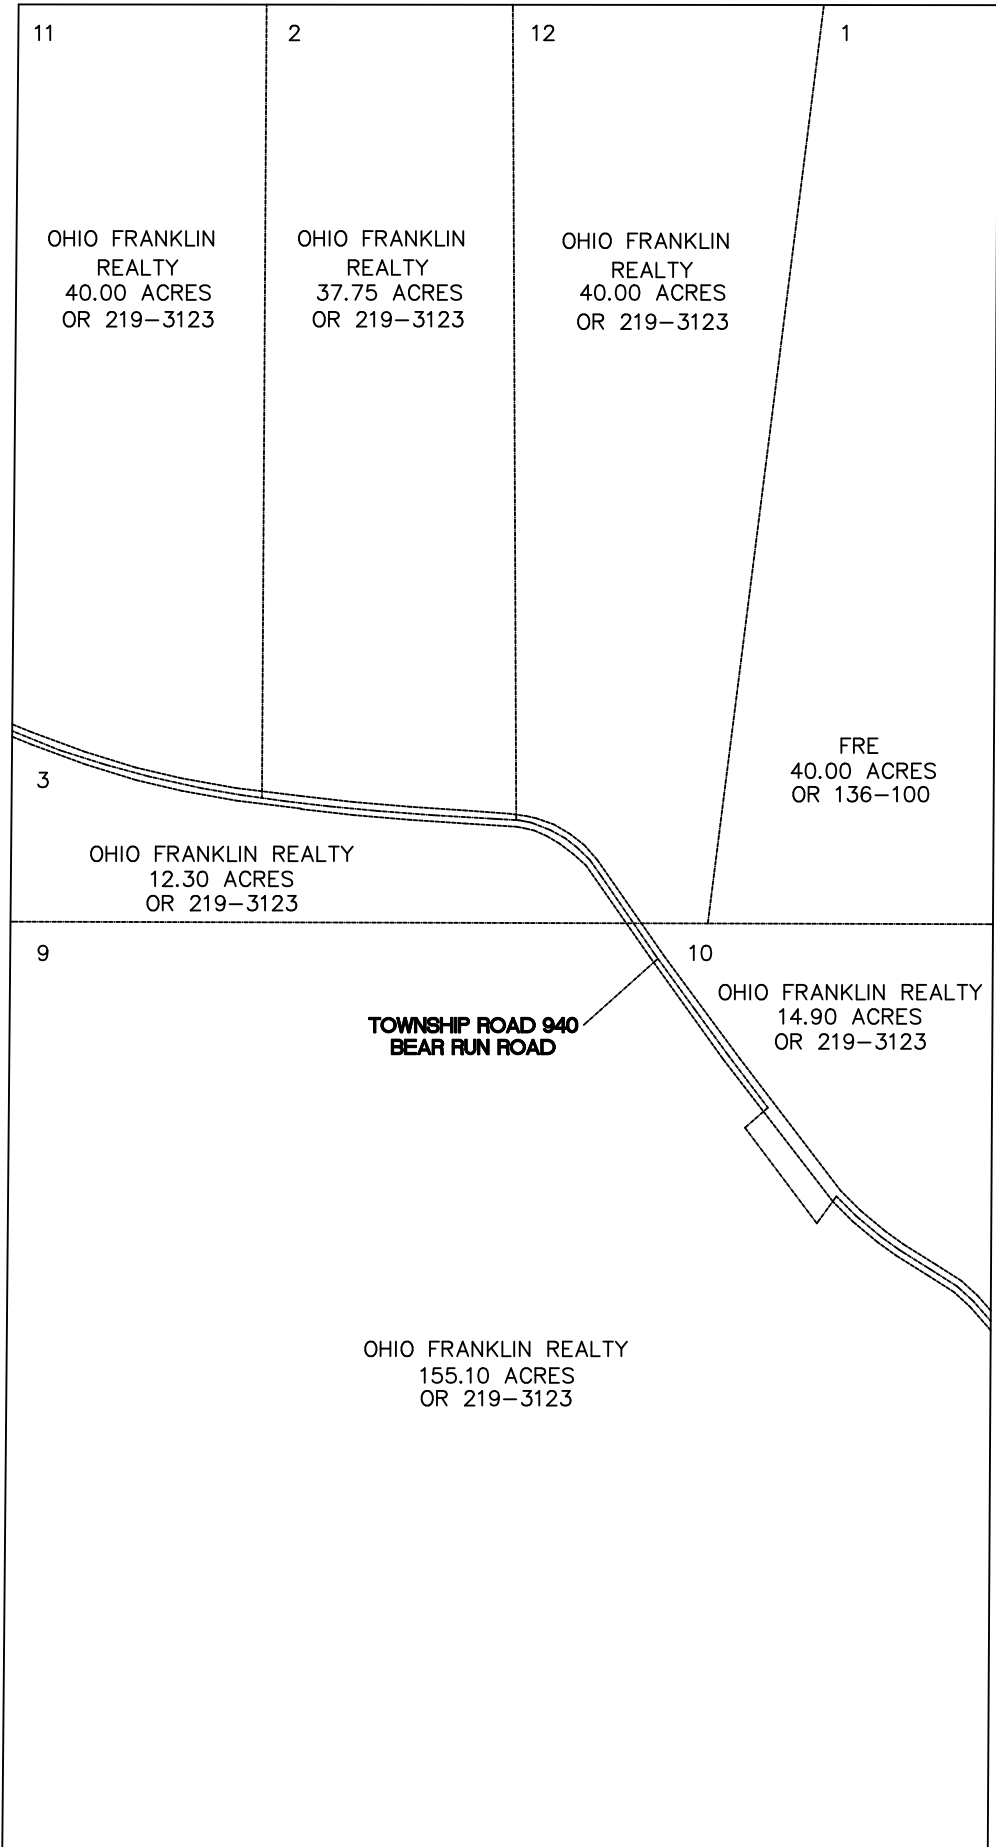 11
2
12
1
OHIO FRANKLIN
REALTY
40.00 ACRES
OR 219-3123
OHIO FRANKLIN
REALTY
37.75 ACRES
OR 219-3123
OHIO FRANKLIN
REALTY
40.00 ACRES
OR 219-3123
FRE
40.00 ACRES
OR 136-100
3
OHIO FRANKLIN REALTY
12.30 ACRES
OR 219-3123
9
10
OHIO FRANKLIN REALTY
14.90 ACRES
OR 219-3123
TOWNSHIP ROAD 940
BEAR RUN ROAD
OHIO FRANKLIN REALTY
155.10 ACRES
OR 219-3123